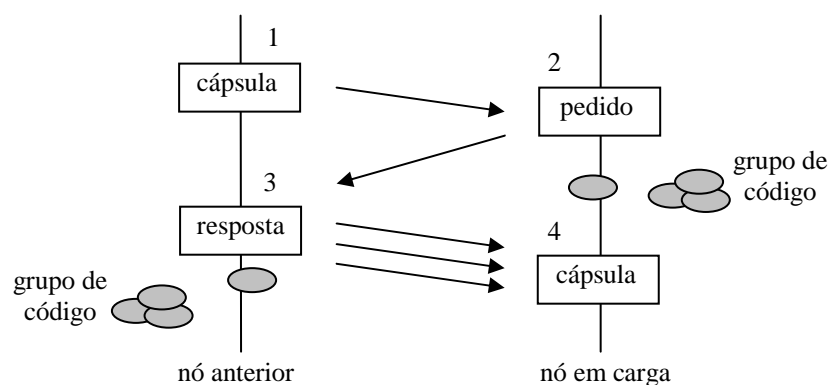 1
cápsula
2
pedido
grupo de
código
3
resposta
4
cápsula
grupo de
código
nó anterior
nó em carga